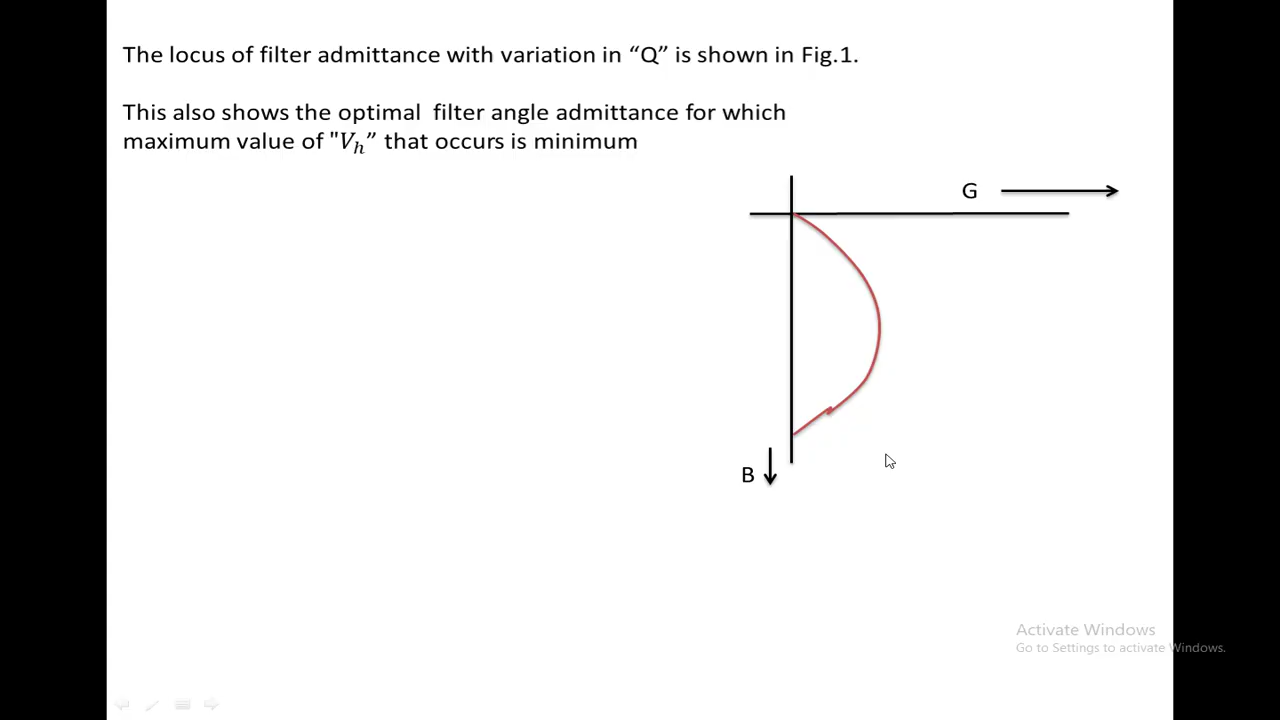 The locus of filter admittance with variation in “Q” is shown in Fig.1.
This also shows the optimal  filter angle admittance for which
maximum value of "Vₕ” that occurs is minimum
G
B
Activate Windows
Go to Settings to activate Windows.